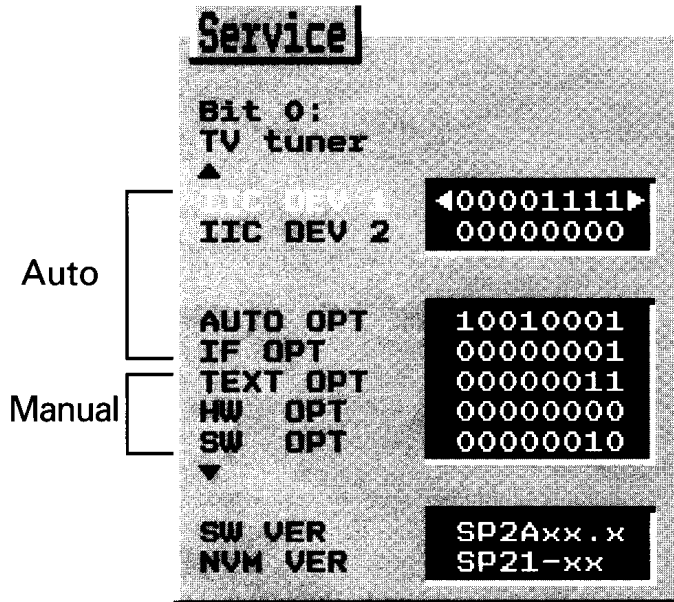 Service
Bit 0:
TV tuner
▲
IIC DEV 1 ◀00001111▶
IIC DEV 2 00000000
Auto
AUTO OPT 10010001
IF OPT 00000001
TEXT OPT 00000011
Manual
HW OPT 00000000
SW OPT 00000010
▼
SW VER SP2Axx.x
NVM VER SP21-xx